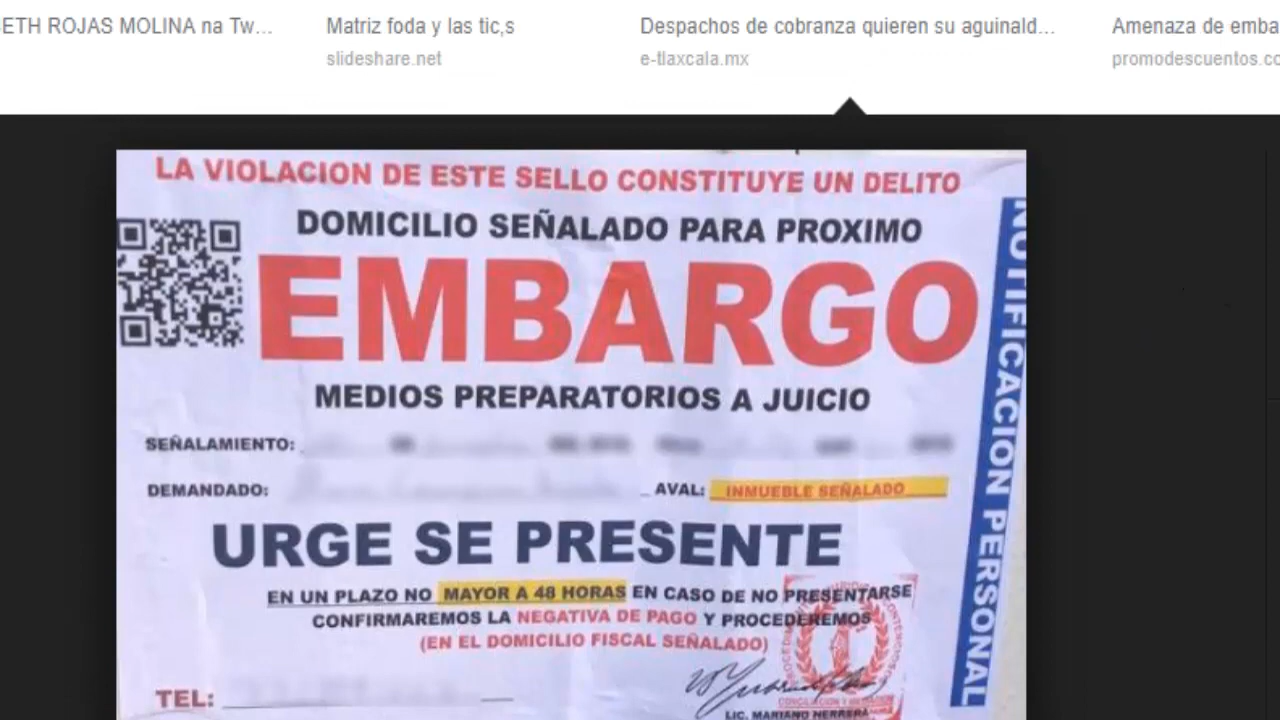 ETH ROJAS MOLINA na Tw...
Matriz foda y las tic,s
slideshare.net
Despachos de cobranza quieren su aguinald...
e-tlaxcala.mx
Amenaza de emba
promodescuentos.co
LA VIOLACION DE ESTE SELLO CONSTITUYE UN DELITO
DOMICILIO SEÑALADO PARA PROXIMO
EMBARGO
MEDIOS PREPARATORIOS A JUICIO
SEÑALAMIENTO:
DEMANDADO:
AVAL: INMUEBLE SEÑALADO
URGE SE PRESENTE
EN UN PLAZO NO MAYOR A 48 HORAS EN CASO DE NO PRESENTARSE
CONFIRMAREMOS LA NEGATIVA DE PAGO Y PROCEDEREMOS
(EN EL DOMICILIO FISCAL SEÑALADO)
TEL:
CONCILIACION Y MEDIACION
LIC. MARIANO HERRERA
NOTIFICACION PERSONAL